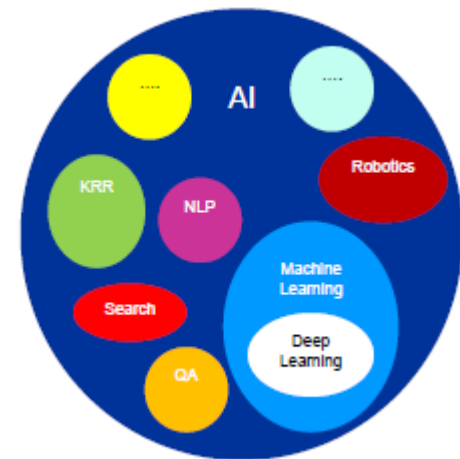 ....
....
AI
Robotics
KRR
NLP
Machine
Learning
Search
Deep
Learning
QA